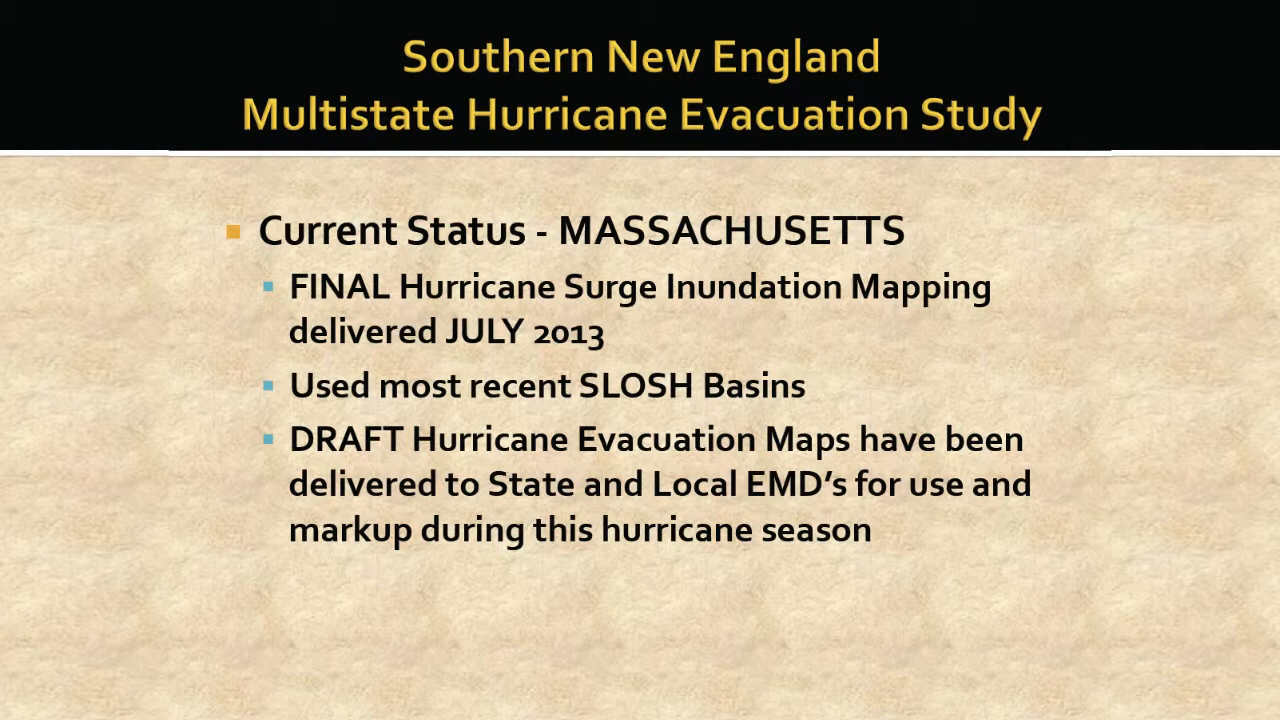 Southern New England
Multistate Hurricane Evacuation Study
Current Status - MASSACHUSETTS
FINAL Hurricane Surge Inundation Mapping
delivered JULY 2013
Used most recent SLOSH Basins
DRAFT Hurricane Evacuation Maps have been
delivered to State and Local EMD’s for use and
markup during this hurricane season